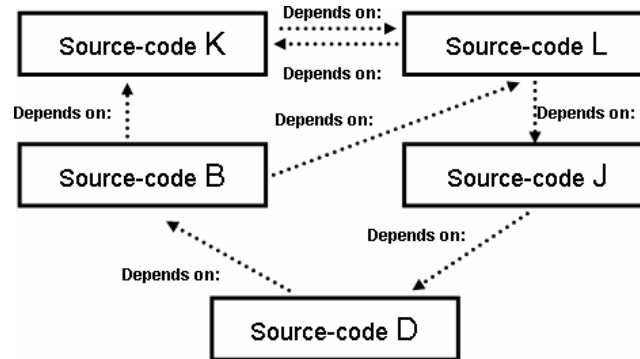 Depends on:
Source-code K
Source-code L
Depends on:
Depends on:
Depends on:
Depends on:
Source-code B
Source-code J
Depends on:
Depends on:
Source-code D